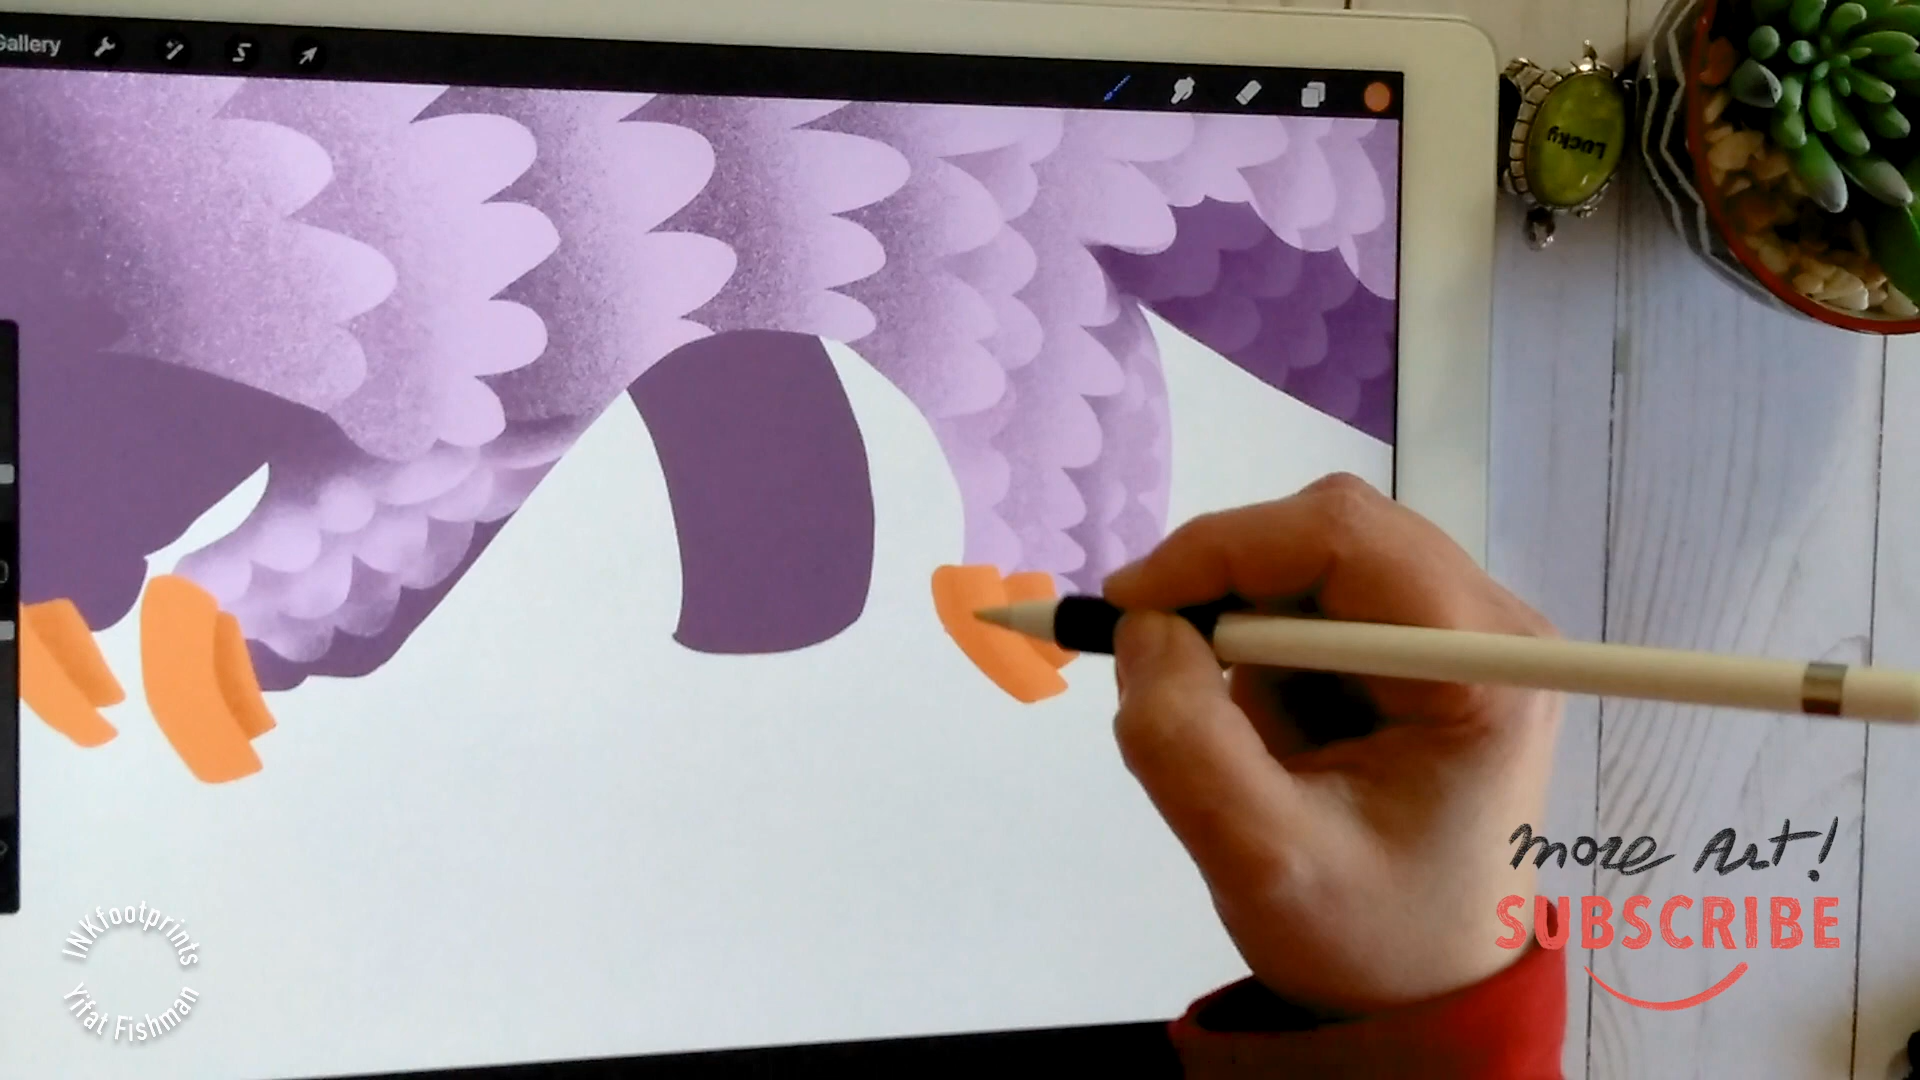 Gallery
Lucky
more Art!
SUBSCRIBE
INKfootprints
Yifat Fishman